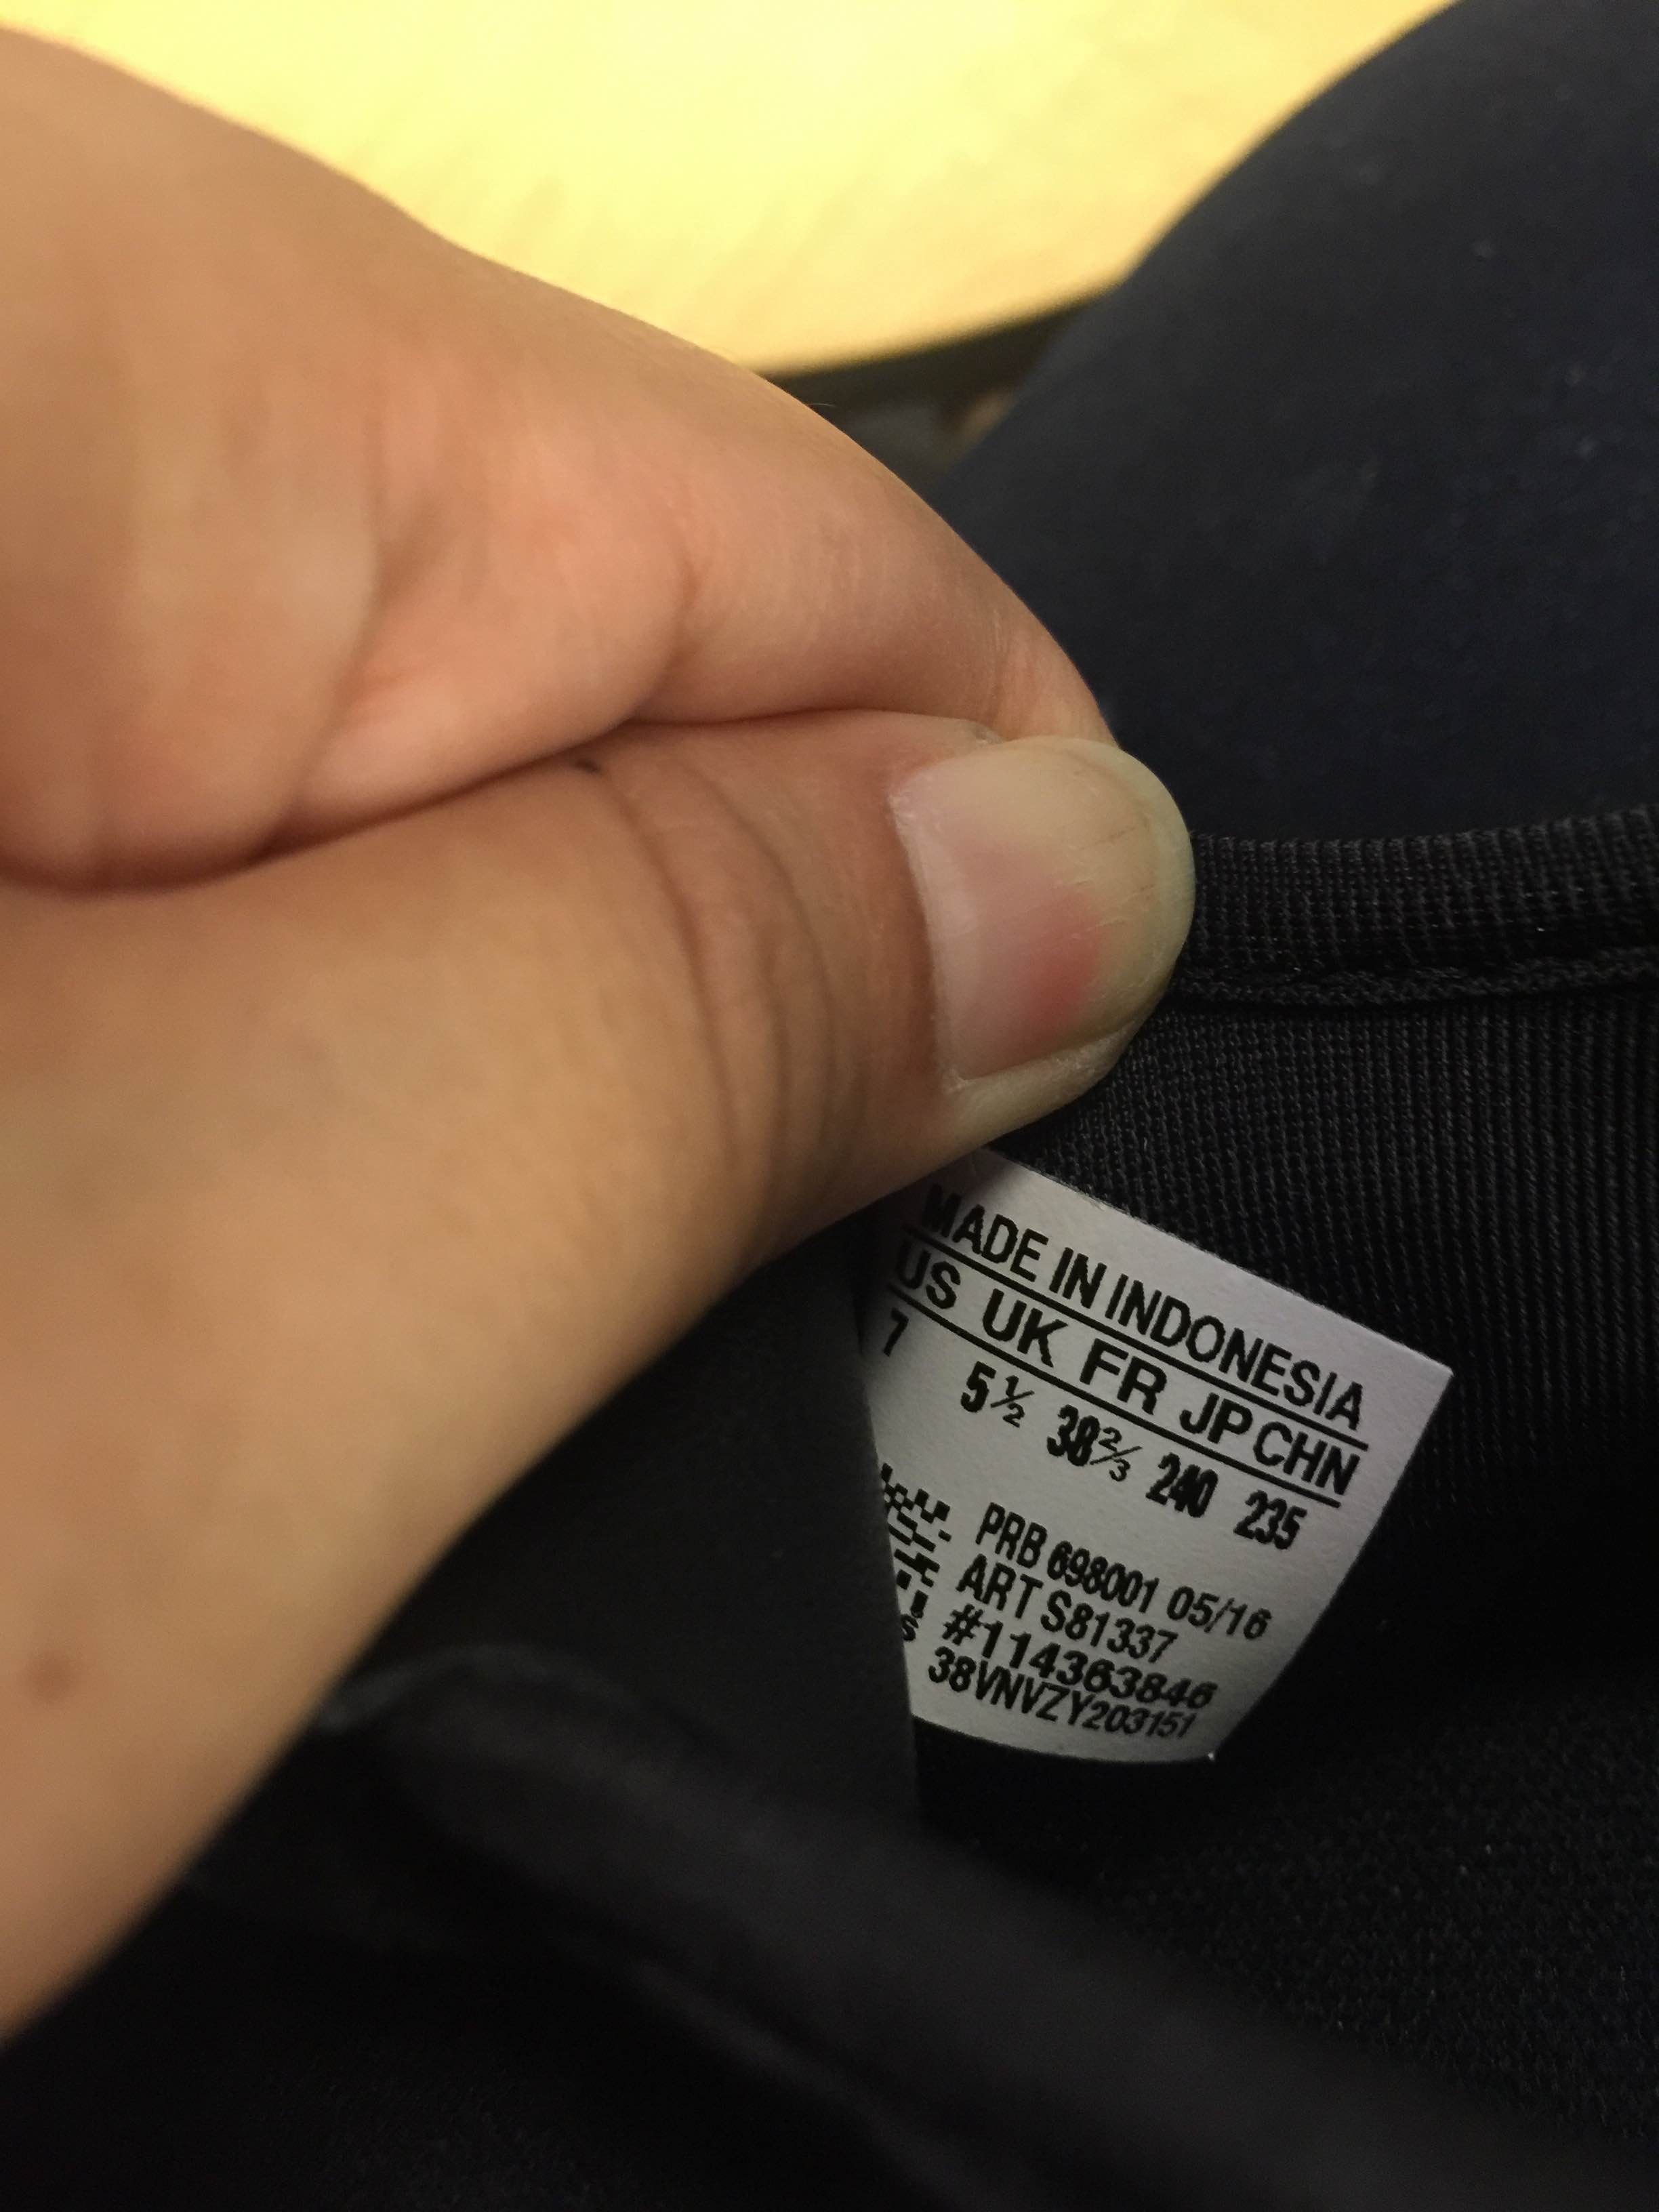 MADE IN INDONESIA
US UK FR JP CHN
7 5½ 38⅔ 240 235
PRB 698001 05/16
ART S81337
#114363846
38VNVZY203151